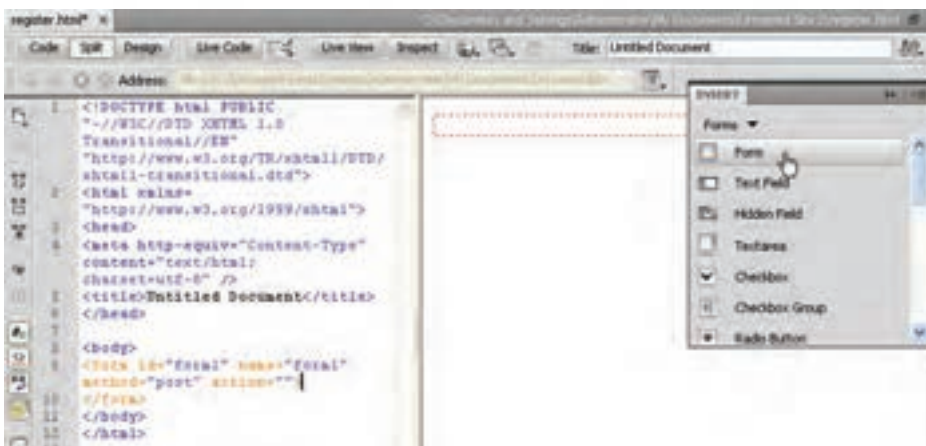 register.html* ×
Code Split Design Live Code Live View Inspect Title: Untitled Document
Address:
1 <!DOCTYPE html PUBLIC
"-//W3C//DTD XHTML 1.0
Transitional//EN"
"http://www.w3.org/TR/xhtml1/DTD/
xhtml1-transitional.dtd">
2 <html xmlns=
"http://www.w3.org/1999/xhtml">
3 <head>
4 <meta http-equiv="Content-Type"
content="text/html;
charset=utf-8" />
5 <title>Untitled Document</title>
6 </head>
7
8 <body>
9 <form id="form1" name="form1"
method="post" action="">
10 </form>
11 </body>
12 </html>
INSERT
Forms
Form
Text Field
Hidden Field
Textarea
Checkbox
Checkbox Group
Radio Button